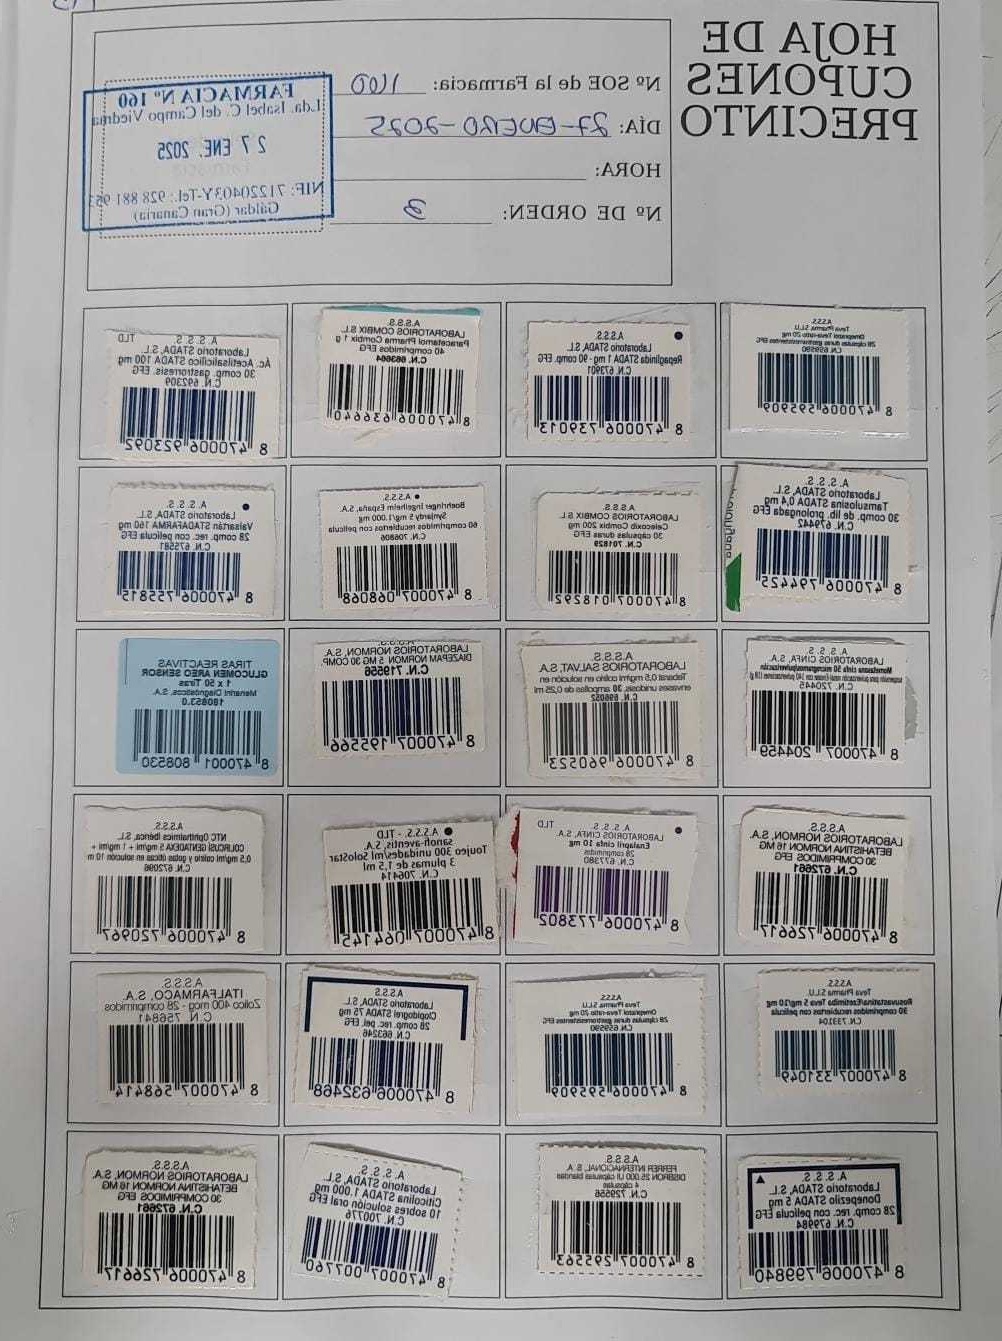 HOJA DE
CUPONES
PRECINTO
Nº SOE de la Farmacia:
DÍA: 27-ENERO-2025
HORA:
Nº DE ORDEN: 3
FARMACIA Nº 160
Lda. Isabel C. del Campo Viedma
27 ENE. 2025
NIF: 71220403Y-Tel.: 928 881 953
Gáldar (Gran Canaria)
A.S.S.S.
Teva Pharma S.L.U.
Omeprazol Teva-ratio 20 mg
28 cápsulas duras gastrorresistentes EFG
C.N.659590
8 470006 595909
A.S.S.S.
Laboratorio STADA, S.L.
Repaglinida STADA 1 mg - 90 comp. EFG
C.N. 673901
8 470006 739013
A.S.S.S.
LABORATORIOS COMBIX S.L.
Paracetamol Pharma Combix 1 g
40 comprimidos EFG
C.N. 663664
8 470006 636640
A.S.S.S. TLD
Laboratorio STADA, S.L.
Ác. Acetilsalicílico STADA 100 mg
30 comp. gastrorresis. EFG
C.N. 692309
8 470006 923092
A.S.S.S.
Laboratorio STADA, S.L.
Tamsulosina STADA 0,4 mg
30 comp. de lib. prolongada EFG
C.N. 679442
8 470006 794425
A.S.S.S.
LABORATORIOS COMBIX S.L.
Celecoxib Combix 200 mg
30 cápsulas duras EFG
C.N. 701829
8 470007 018292
A.S.S.S.
Boehringer Ingelheim España, S.A.
Synjardy 5 mg/1.000 mg
60 comprimidos recubiertos con película
C.N. 706806
8 470007 068068
A.S.S.S.
Laboratorio STADA, S.L.
Valsartán STADAFARMA 160 mg
28 comp. rec. con película EFG
C.N. 675581
8 470006 755815
A.S.S.S.
LABORATORIOS CINFA, S.A.
Mometasona cinfa 50 microgramos/pulverización
C.N. 720445
8 470007 204459
A.S.S.S.
LABORATORIOS SALVAT, S.A.
Tebarat 0,5 mg/ml colirio en solución en
envases unidosis, 30 ampollas de 0,25 ml
696052
8 470006 960523
A.S.S.S.
LABORATORIOS NORMON, S.A.
DIAZEPAM NORMON 5 MG 30 COMP
C.N. 719556
8 470007 195566
TIRAS REACTIVAS
GLUCOMEN AREO SENSOR
1 x 50 Tiras
Menarini Diagnósticos, S.A.
180853.0
8 470001 808530
A.S.S.S.
LABORATORIOS NORMON, S.A.
BETAHISTINA NORMON 16 MG
30 COMPRIMIDOS EFG
C.N. 672661
8 470006 726617
A.S.S.S. TLD
LABORATORIOS CINFA, S.A.
Enalapril cinfa 10 mg
28 comprimidos
C.N. 677380
8 470006 773802
A.S.S.S. - TLD
sanofi-aventis, S.A.
Toujeo 300 unidades/ml SoloStar
3 plumas de 1,5 ml
C.N. 706414
8 470007 064145
A.S.S.S.
NTC Ophthalmics Ibérica, S.L.
COLIRCUSI GENTADEXA 5 mg/ml + 1 mg/ml +
0,5 mg/ml colirio y gotas óticas en solución 10 m
C.N. 672096
8 470006 720967
A.S.S.S.
Teva Pharma S.L.U.
Rosuvastatina/Ezetimiba Teva 5 mg/10 mg
30 comprimidos recubiertos con película
C.N. 733104
8 470007 331049
A.S.S.S.
Teva Pharma S.L.U.
Omeprazol Teva-ratio 20 mg
28 cápsulas duras gastrorresistentes EFG
C.N.659590
8 470006 595909
A.S.S.S.
Laboratorio STADA, S.L.
Clopidogrel STADA 75 mg
28 comp. rec. pel. EFG
C.N. 663246
8 470006 632468
A.S.S.S.
ITALFARMACO, S.A.
Zolico 400 mcg - 28 comprimidos
C.N. 756841
8 470007 568414
A.S.S.S.
Laboratorio STADA, S.L.
Donepezilo STADA 5 mg
28 comp. rec. con pel. EFG
C.N. 679984
8 470006 799840
A.S.S.S.
FERRER INTERNACIONAL, S.A.
DISERON 25.000 UI cápsulas blandas
4 cápsulas
C.N. 729556
8 470007 295563
A.S.S.S.
Laboratorio STADA, S.L.
Citicolina STADA 1.000 mg
10 sobres solución oral EFG
C.N. 700776
8 470007 007760
A.S.S.S.
LABORATORIOS NORMON, S.A.
BETAHISTINA NORMON 16 MG
30 COMPRIMIDOS EFG
C.N. 672661
8 470006 726617